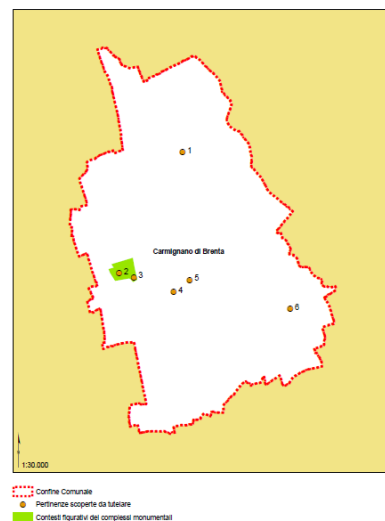 1
Carmignano di Brenta
2
3
5
4
6
1:30.000
Confine Comunale
Pertinenze scoperte da tutelare
Contesti figurativi dei complessi monumentali